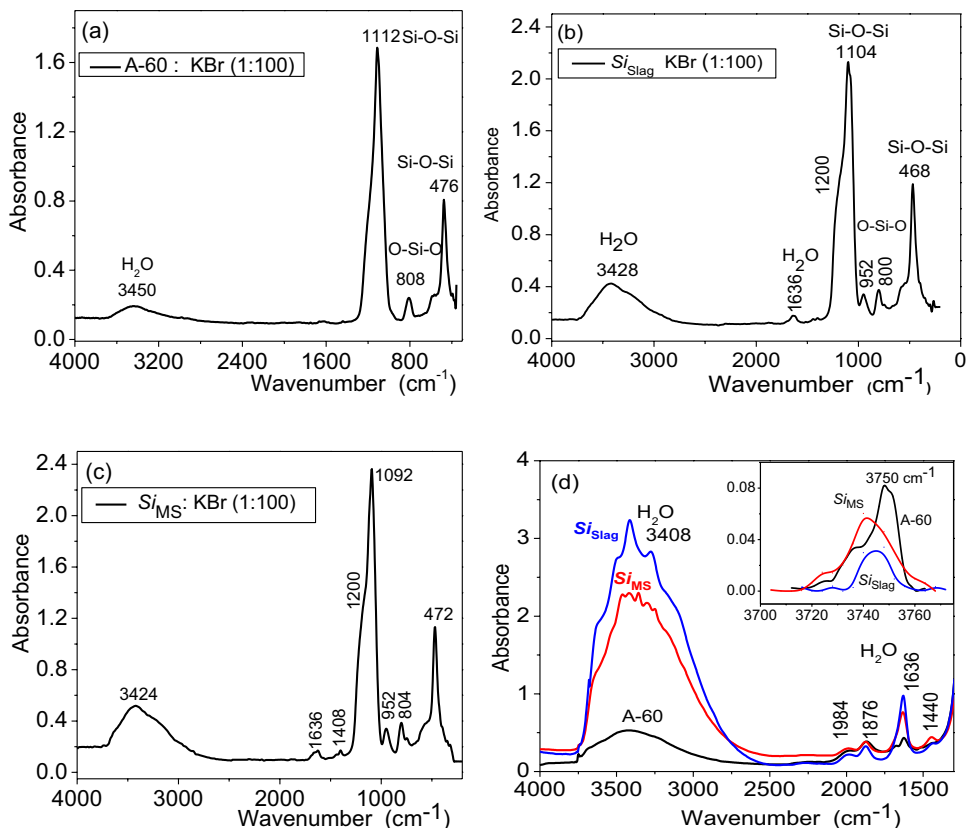 (a)
1112 Si-O-Si
A-60 : KBr (1:100)
Si-O-Si
476
O-Si-O
808
H2O
3450
Absorbance
1.6
1.2
0.8
0.4
0.0
4000 3200 2400 1600 800
Wavenumber (cm-1)
(b)
Si-O-Si
1104
SiSlag KBr (1:100)
Si-O-Si
468
1200
O-Si-O
H2O
3428
H2O
1636
952
800
Absorbance
2.4
2.0
1.6
1.2
0.8
0.4
0.0
4000 3000 2000 1000 0
Wavenumber (cm-1)
(c)
1092
SiMS: KBr (1:100)
1200
472
3424
1636
1408
952
804
Absorbance
2.4
2.0
1.6
1.2
0.8
0.4
0.0
4000 3000 2000 1000
Wavenumber (cm-1)
(d)
H2O
3408
SiSlag
SiMS
A-60
H2O
1984
1876
1636
1440
Absorbance
4
3
2
1
0
4000 3500 3000 2500 2000 1500
Wavenumber (cm-1)
3750 cm-1
SiMS
A-60
SiSlag
0.08
0.04
0.00
3700 3720 3740 3760